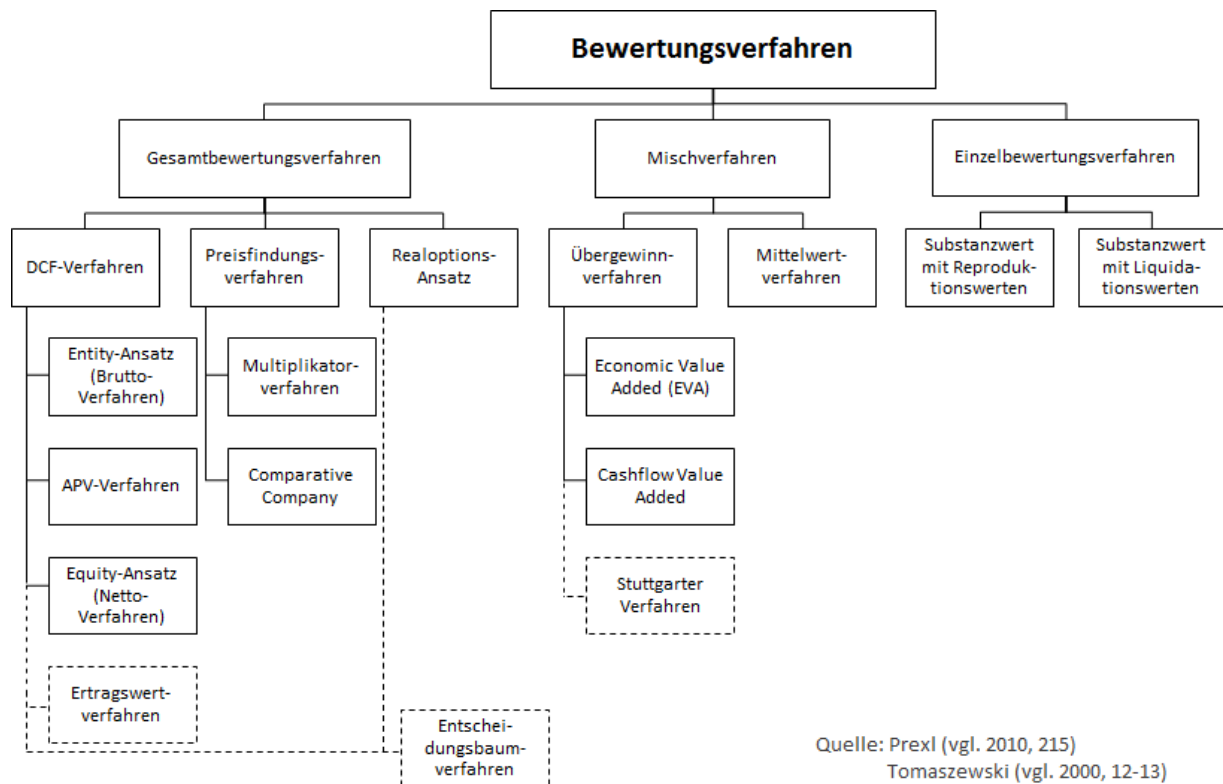 Bewertungsverfahren
Gesamtbewertungsverfahren
Mischverfahren
Einzelbewertungsverfahren
DCF-Verfahren
Preisfindungs-
verfahren
Realoptions-
Ansatz
Übergewinn-
verfahren
Mittelwert-
verfahren
Substanzwert
mit Reproduk-
tionswerten
Substanzwert
mit Liquida-
tionswerten
Entity-Ansatz
(Brutto-
Verfahren)
Multiplikator-
verfahren
Economic Value
Added (EVA)
APV-Verfahren
Comparative
Company
Cashflow Value
Added
Equity-Ansatz
(Netto-
Verfahren)
Stuttgarter
Verfahren
Ertragswert-
verfahren
Entschei-
dungsbaum-
verfahren
Quelle: Prexl (vgl. 2010, 215)
Tomaszewski (vgl. 2000, 12-13)